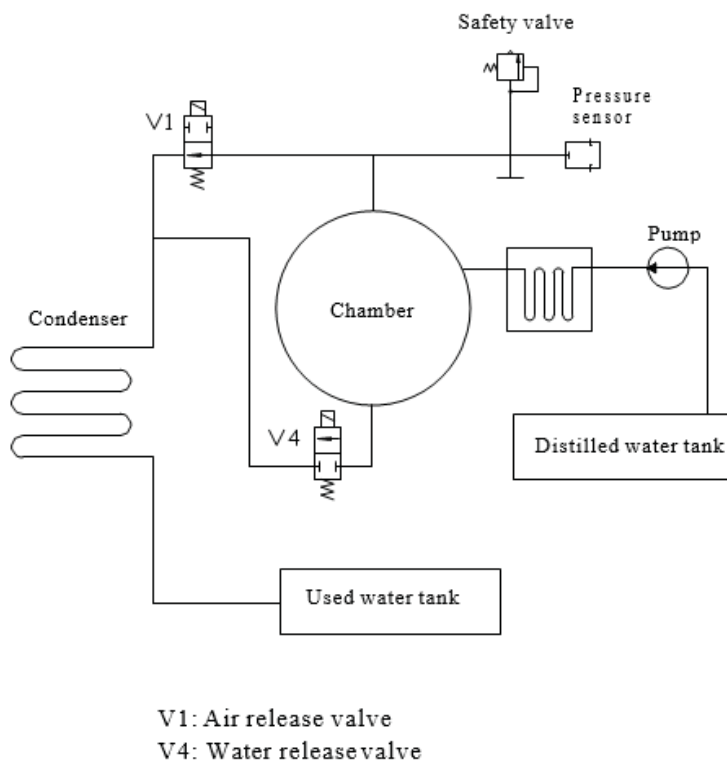 Safety valve
Pressure
sensor
V1
Pump
Condenser
Chamber
V4
Distilled water tank
Used water tank
V1: Air release valve
V4: Water release valve